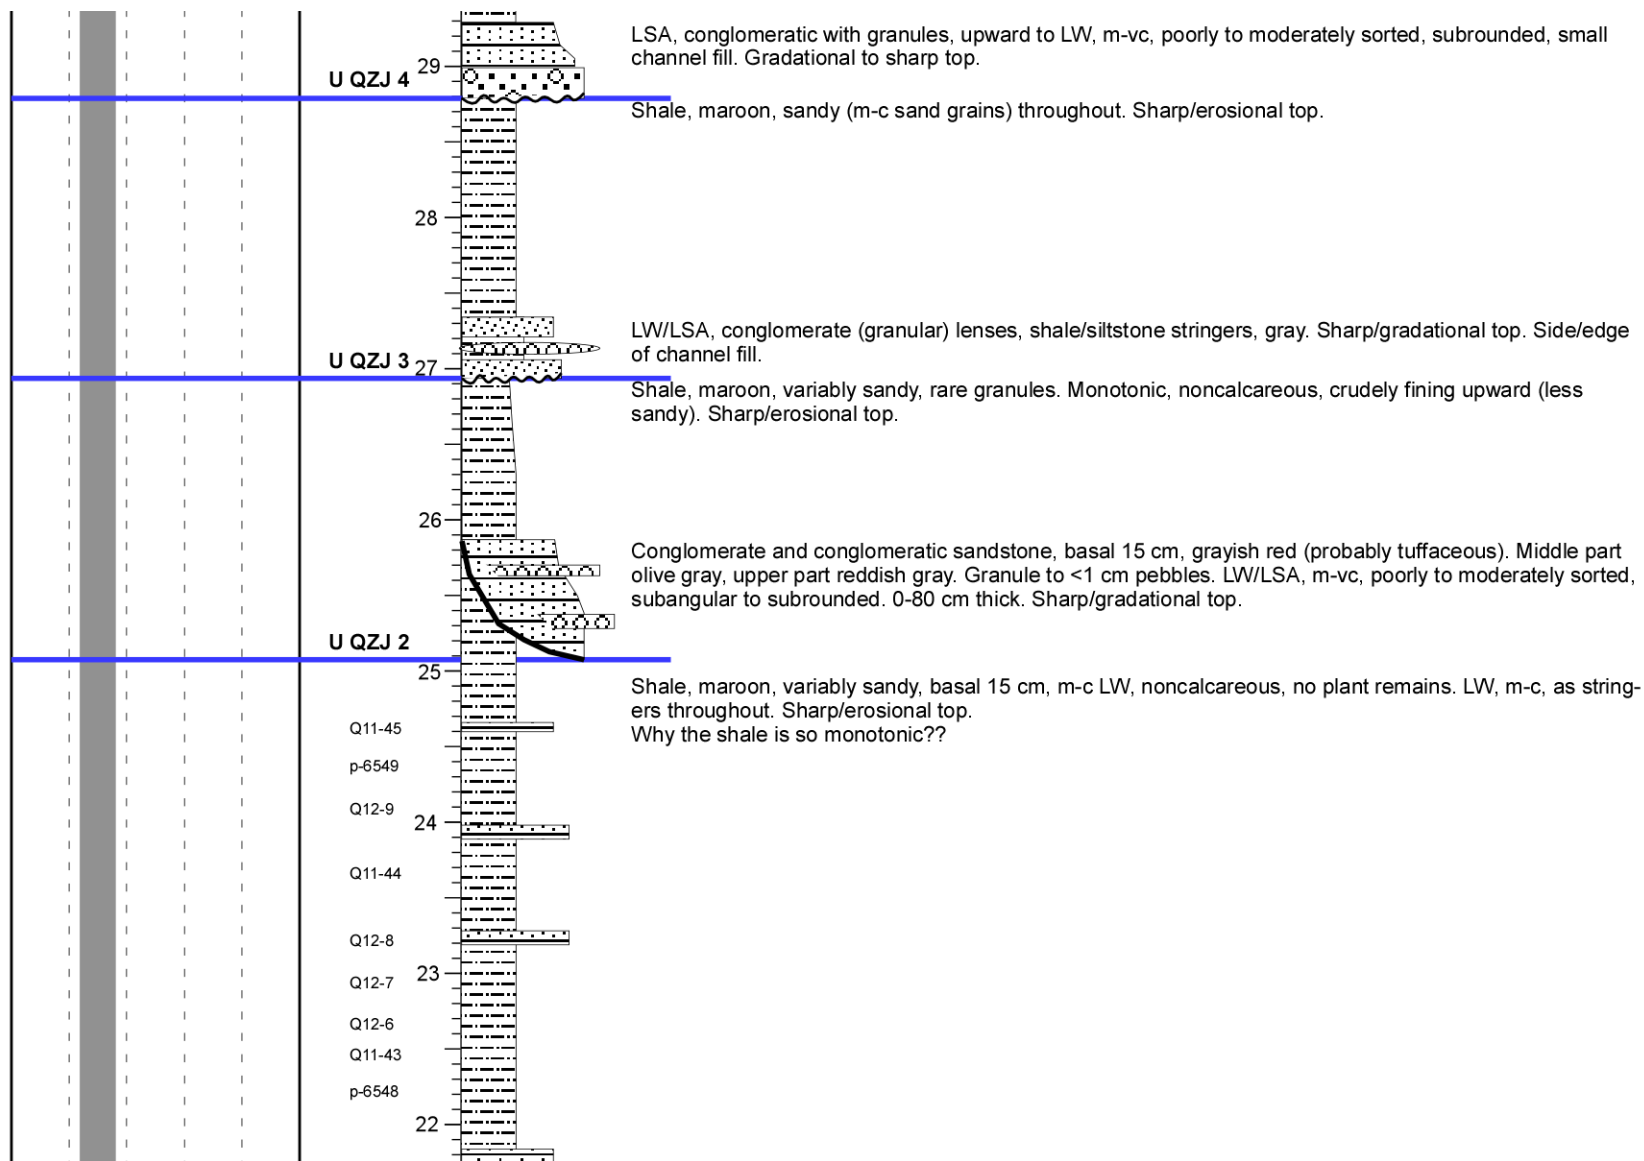 LSA, conglomeratic with granules, upward to LW, m-vc, poorly to moderately sorted, subrounded, small
channel fill. Gradational to sharp top.
29
U QZJ 4
Shale, maroon, sandy (m-c sand grains) throughout. Sharp/erosional top.
28
LW/LSA, conglomerate (granular) lenses, shale/siltstone stringers, gray. Sharp/gradational top. Side/edge
of channel fill.
U QZJ 3
27
Shale, maroon, variably sandy, rare granules. Monotonic, noncalcareous, crudely fining upward (less
sandy). Sharp/erosional top.
26
Conglomerate and conglomeratic sandstone, basal 15 cm, grayish red (probably tuffaceous). Middle part
olive gray, upper part reddish gray. Granule to <1 cm pebbles. LW/LSA, m-vc, poorly to moderately sorted,
subangular to subrounded. 0-80 cm thick. Sharp/gradational top.
U QZJ 2
25
Shale, maroon, variably sandy, basal 15 cm, m-c LW, noncalcareous, no plant remains. LW, m-c, as string-
ers throughout. Sharp/erosional top.
Why the shale is so monotonic??
Q11-45
p-6549
Q12-9
24
Q11-44
Q12-8
23
Q12-7
Q12-6
Q11-43
p-6548
22